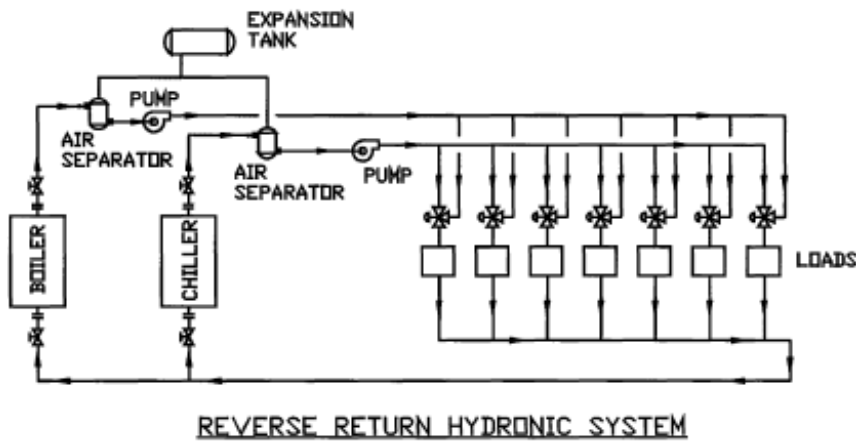 EXPANSION
TANK
PUMP
AIR
SEPARATOR
AIR
SEPARATOR
PUMP
BOILER
CHILLER
LOADS
REVERSE RETURN HYDRONIC SYSTEM